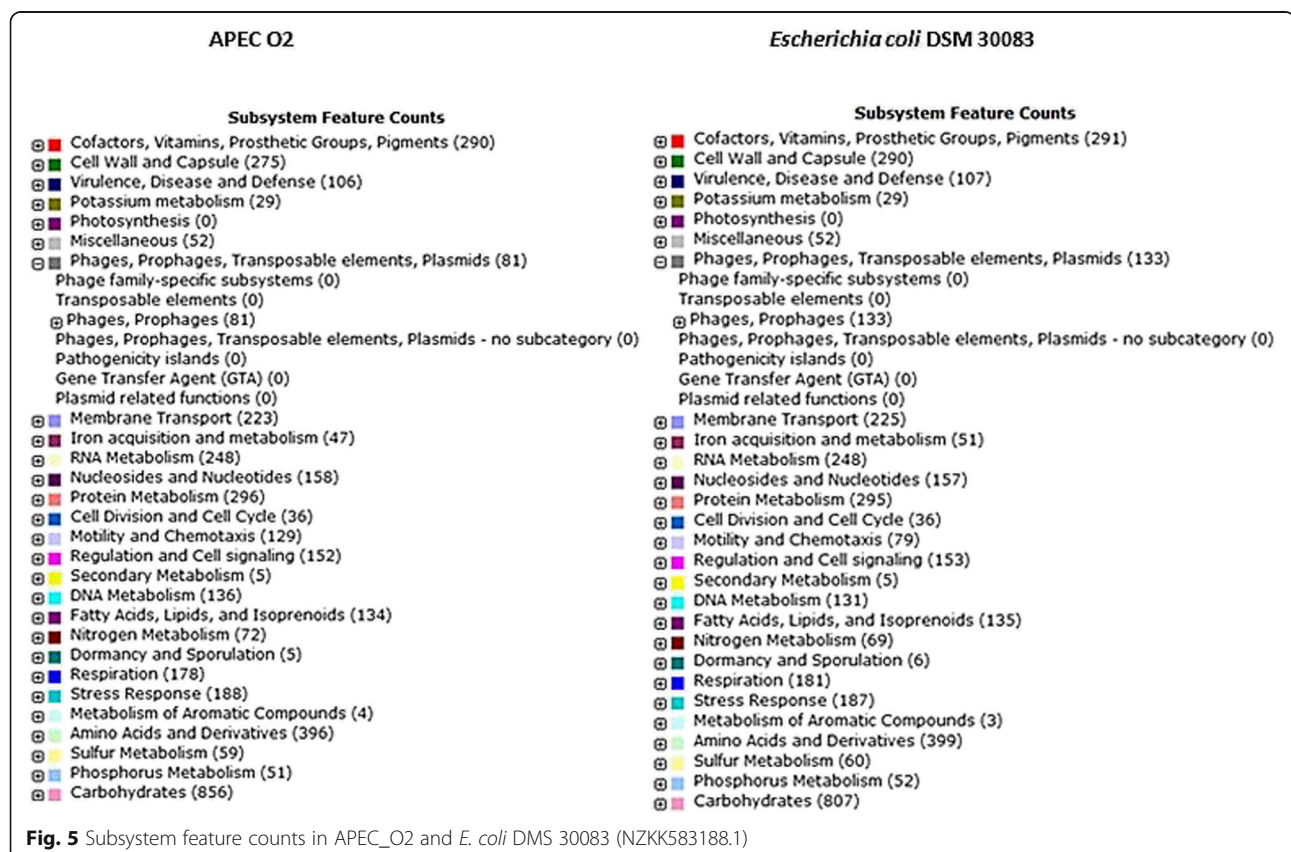 APEC O2
Subsystem Feature Counts
Cofactors, Vitamins, Prosthetic Groups, Pigments (290)
Cell Wall and Capsule (275)
Virulence, Disease and Defense (106)
Potassium metabolism (29)
Photosynthesis (0)
Miscellaneous (52)
Phages, Prophages, Transposable elements, Plasmids (81)
Phage family-specific subsystems (0)
Transposable elements (0)
Phages, Prophages (81)
Phages, Prophages, Transposable elements, Plasmids - no subcategory (0)
Pathogenicity islands (0)
Gene Transfer Agent (GTA) (0)
Plasmid related functions (0)
Membrane Transport (223)
Iron acquisition and metabolism (47)
RNA Metabolism (248)
Nucleosides and Nucleotides (158)
Protein Metabolism (296)
Cell Division and Cell Cycle (36)
Motility and Chemotaxis (129)
Regulation and Cell signaling (152)
Secondary Metabolism (5)
DNA Metabolism (136)
Fatty Acids, Lipids, and Isoprenoids (134)
Nitrogen Metabolism (72)
Dormancy and Sporulation (5)
Respiration (178)
Stress Response (188)
Metabolism of Aromatic Compounds (4)
Amino Acids and Derivatives (396)
Sulfur Metabolism (59)
Phosphorus Metabolism (51)
Carbohydrates (856)
Escherichia coli DSM 30083
Subsystem Feature Counts
Cofactors, Vitamins, Prosthetic Groups, Pigments (291)
Cell Wall and Capsule (290)
Virulence, Disease and Defense (107)
Potassium metabolism (29)
Photosynthesis (0)
Miscellaneous (52)
Phages, Prophages, Transposable elements, Plasmids (133)
Phage family-specific subsystems (0)
Transposable elements (0)
Phages, Prophages (133)
Phages, Prophages, Transposable elements, Plasmids - no subcategory (0)
Pathogenicity islands (0)
Gene Transfer Agent (GTA) (0)
Plasmid related functions (0)
Membrane Transport (225)
Iron acquisition and metabolism (51)
RNA Metabolism (248)
Nucleosides and Nucleotides (157)
Protein Metabolism (295)
Cell Division and Cell Cycle (36)
Motility and Chemotaxis (79)
Regulation and Cell signaling (153)
Secondary Metabolism (5)
DNA Metabolism (131)
Fatty Acids, Lipids, and Isoprenoids (135)
Nitrogen Metabolism (69)
Dormancy and Sporulation (6)
Respiration (181)
Stress Response (187)
Metabolism of Aromatic Compounds (3)
Amino Acids and Derivatives (399)
Sulfur Metabolism (60)
Phosphorus Metabolism (52)
Carbohydrates (807)
Fig. 5 Subsystem feature counts in APEC_O2 and E. coli DMS 30083 (NZKK583188.1)